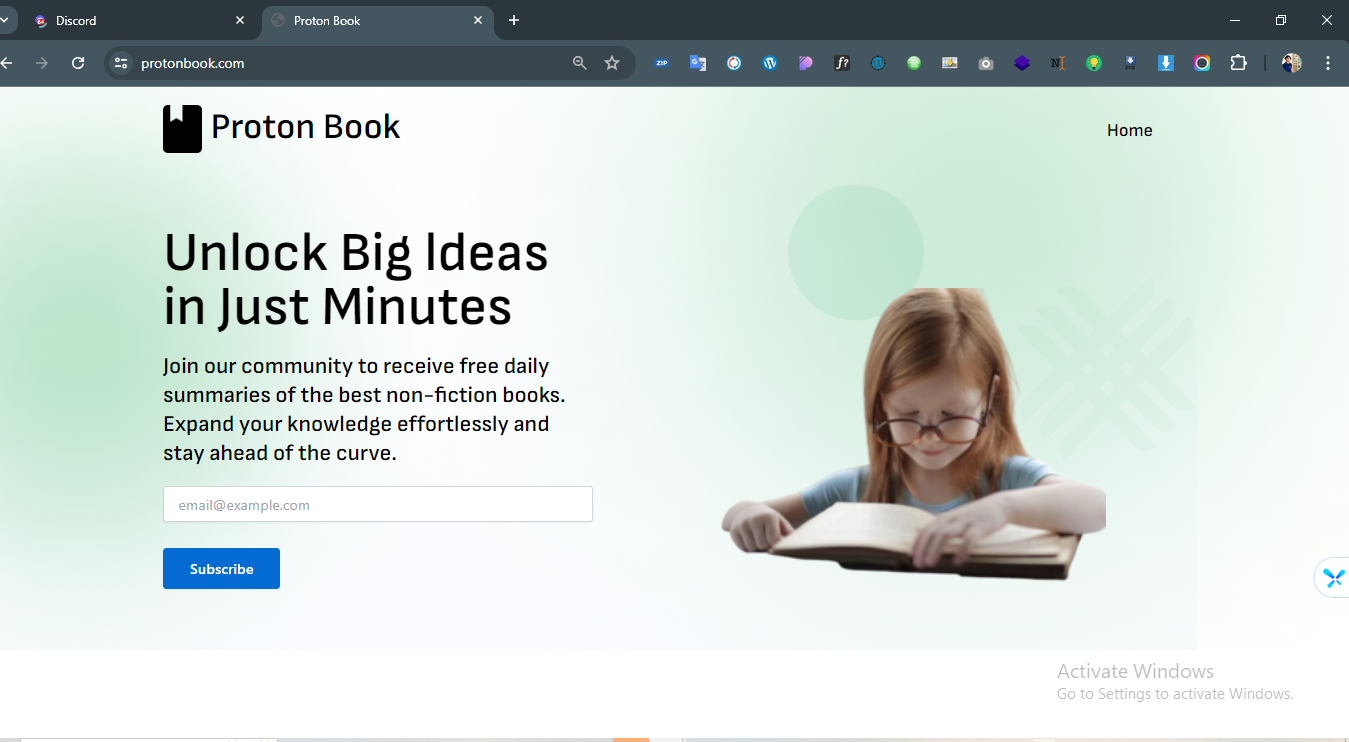 Discord
Proton Book
protonbook.com
ZIP
Proton Book
Home
Unlock Big Ideas
in Just Minutes
Join our community to receive free daily
summaries of the best non-fiction books.
Expand your knowledge effortlessly and
stay ahead of the curve.
email@example.com
Subscribe
Activate Windows
Go to Settings to activate Windows.